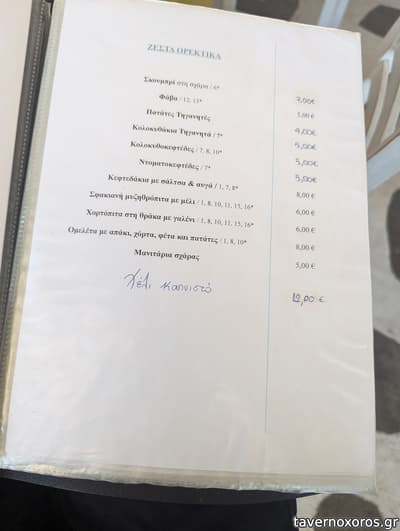 ΖΕΣΤΑ ΟΡΕΚΤΙΚΑ
Σκουμπρί στη σχάρα / 6* 7,00€
Φάβα / 12, 13* 5,00 €
Πατάτες Τηγανητές 4,00€
Κολοκυθάκια Τηγανητά / 7* 5,00€
Κολοκυθοκεφτέδες / 7, 8, 10* 5,00€
Ντοματοκεφτέδες / 7* 5,00€
Κεφτεδάκια με σάλτσα & αυγά / 1, 7, 8* 8,00 €
Σφακιανή μυζηθρόπιτα με μέλι / 1, 8, 10, 11, 15, 16* 6,00 €
Χορτόπιτα στη θράκα με γαλένι / 1, 8, 10, 11, 15, 16* 6,00 €
Ομελέτα με απάκι, χόρτα, φέτα και πατάτες / 1, 8, 10* 8,00 €
Μανιτάρια σχάρας 5,00 €
Χέλι καπνιστό 12,00 €
tavernoxoros.gr